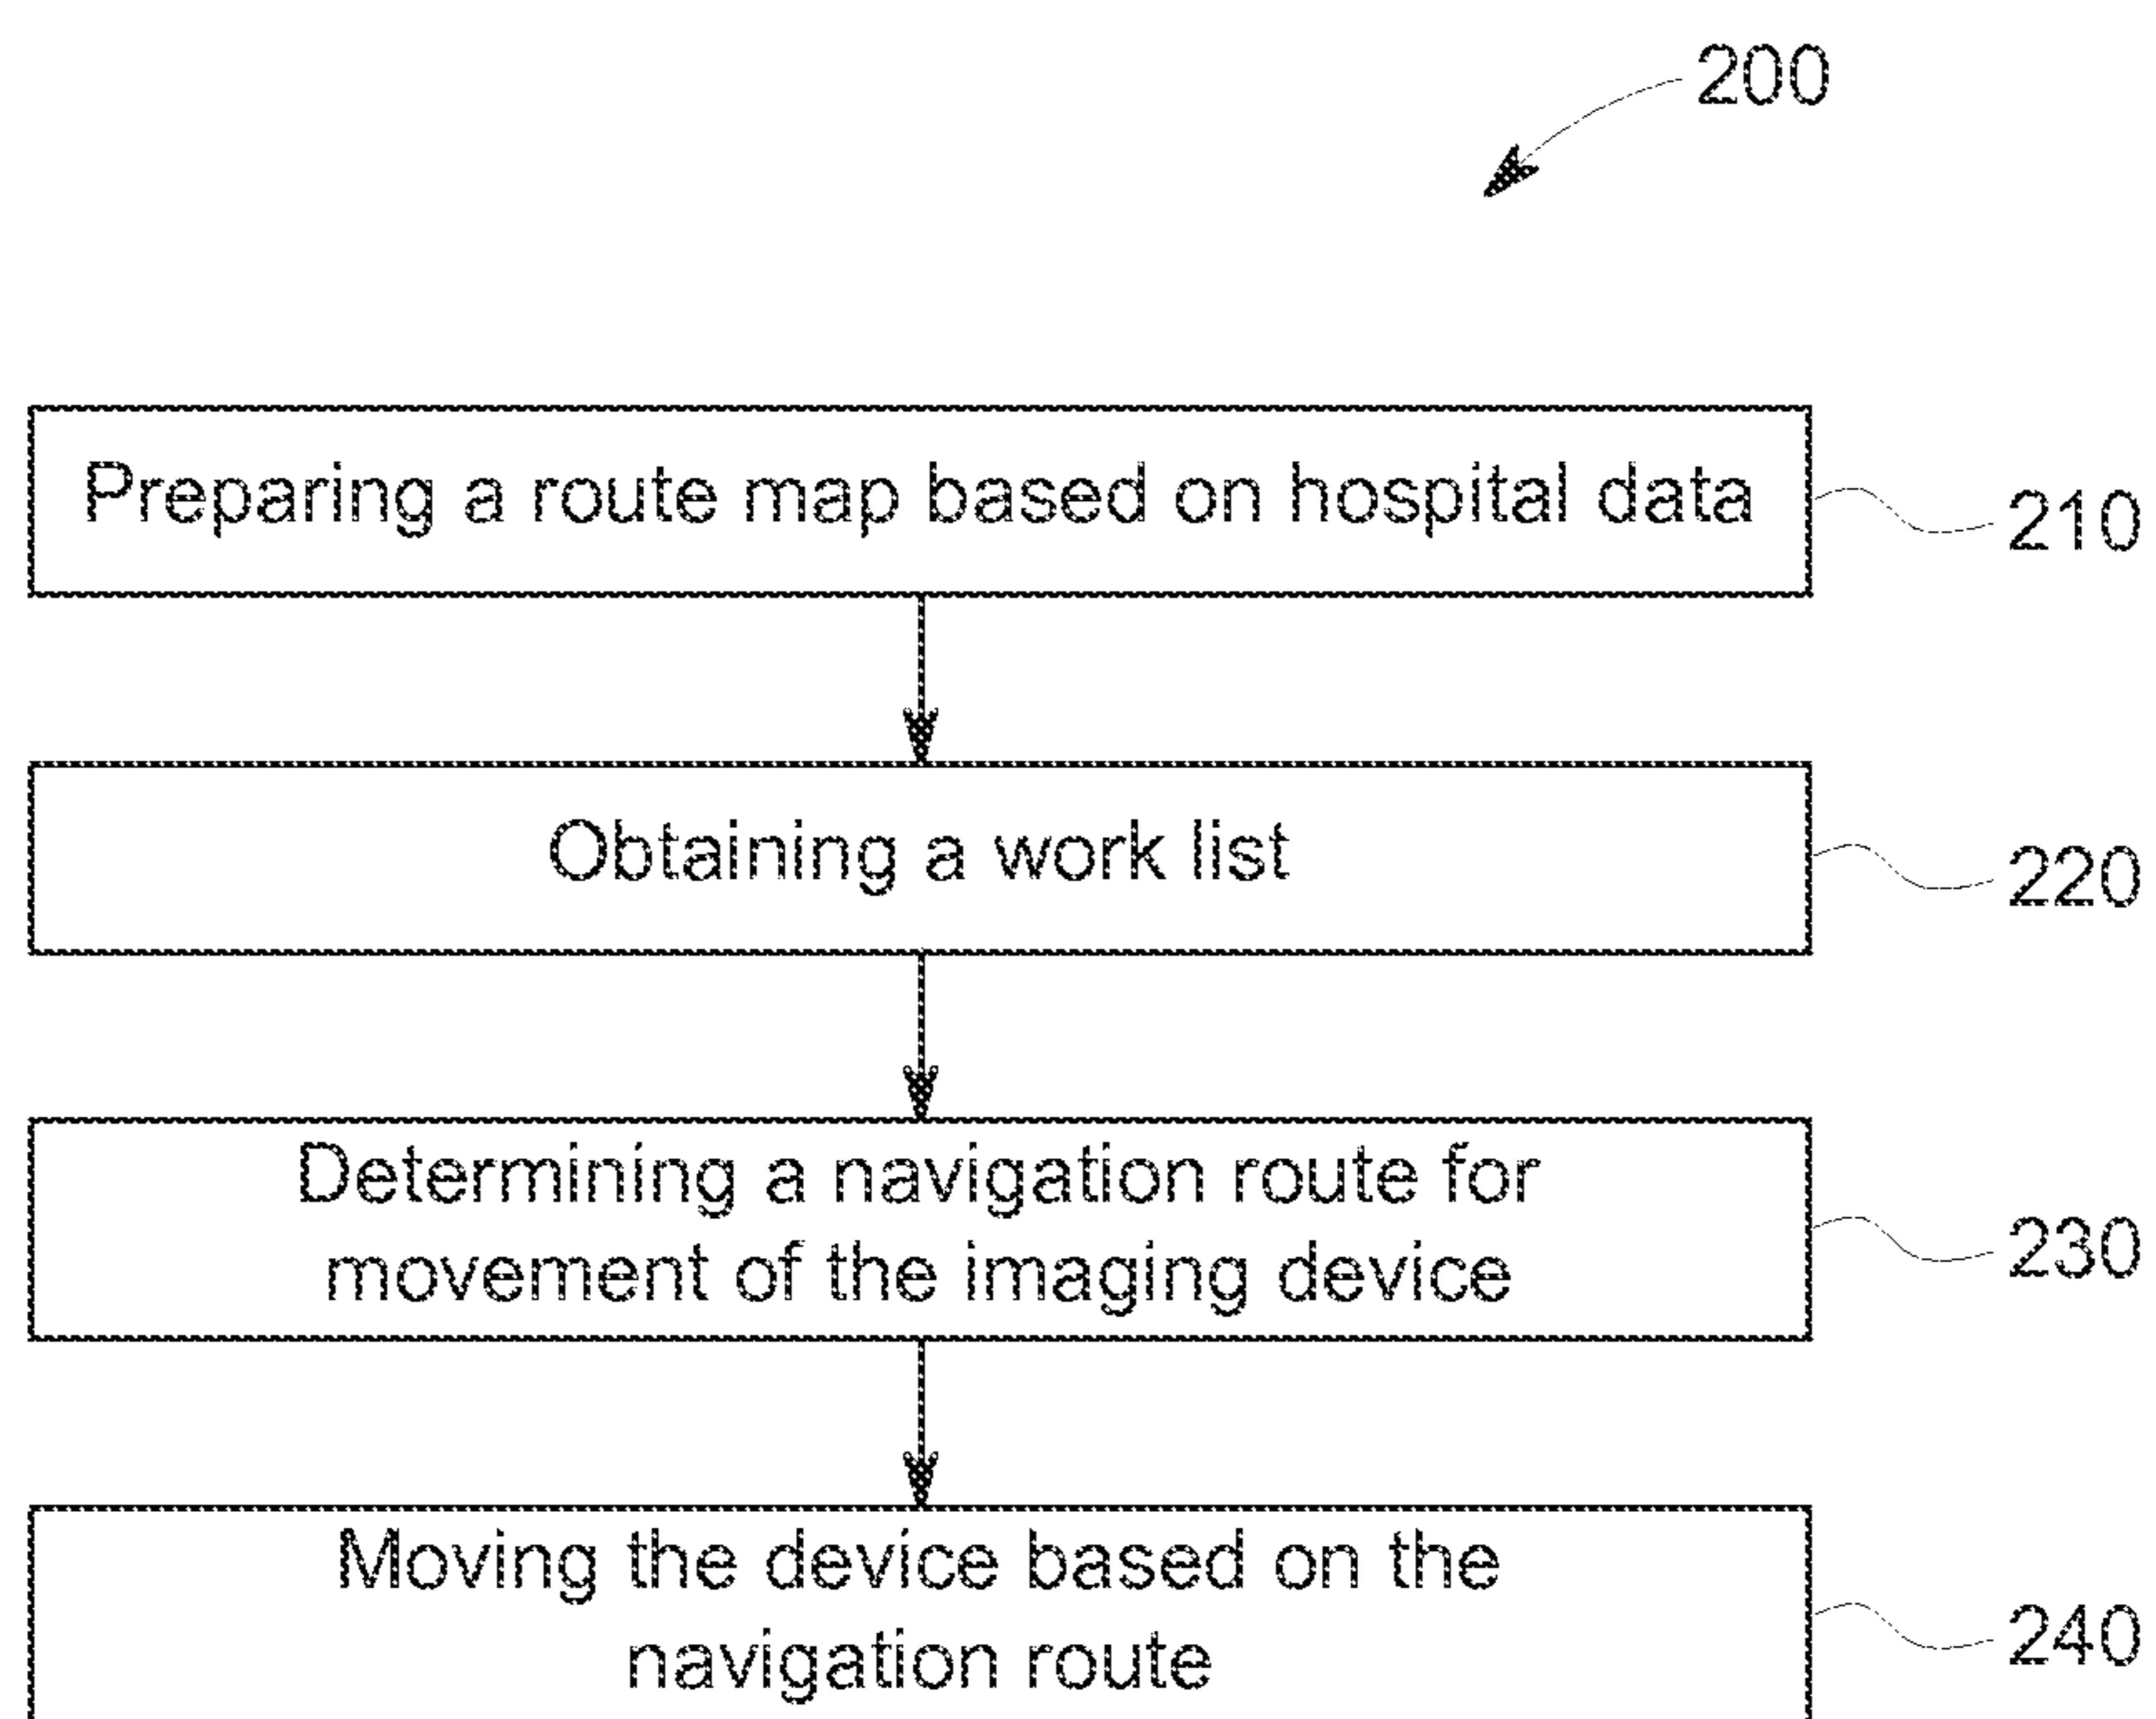 200
Preparing a route map based on hospital data
210
Obtaining a work list
220
Determining a navigation route for
movement of the imaging device
230
Moving the device based on the
navigation route
240